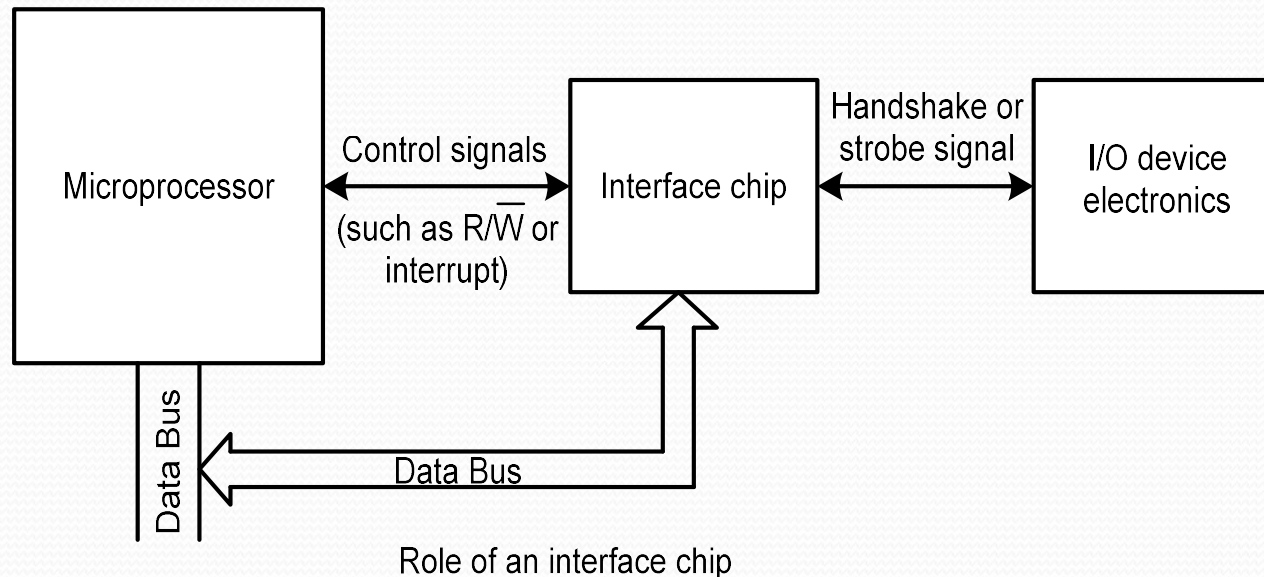 Microprocessor
Control signals
(such as R/W̅ or
interrupt)
Interface chip
Handshake or
strobe signal
I/O device
electronics
Data Bus
Data Bus
Role of an interface chip